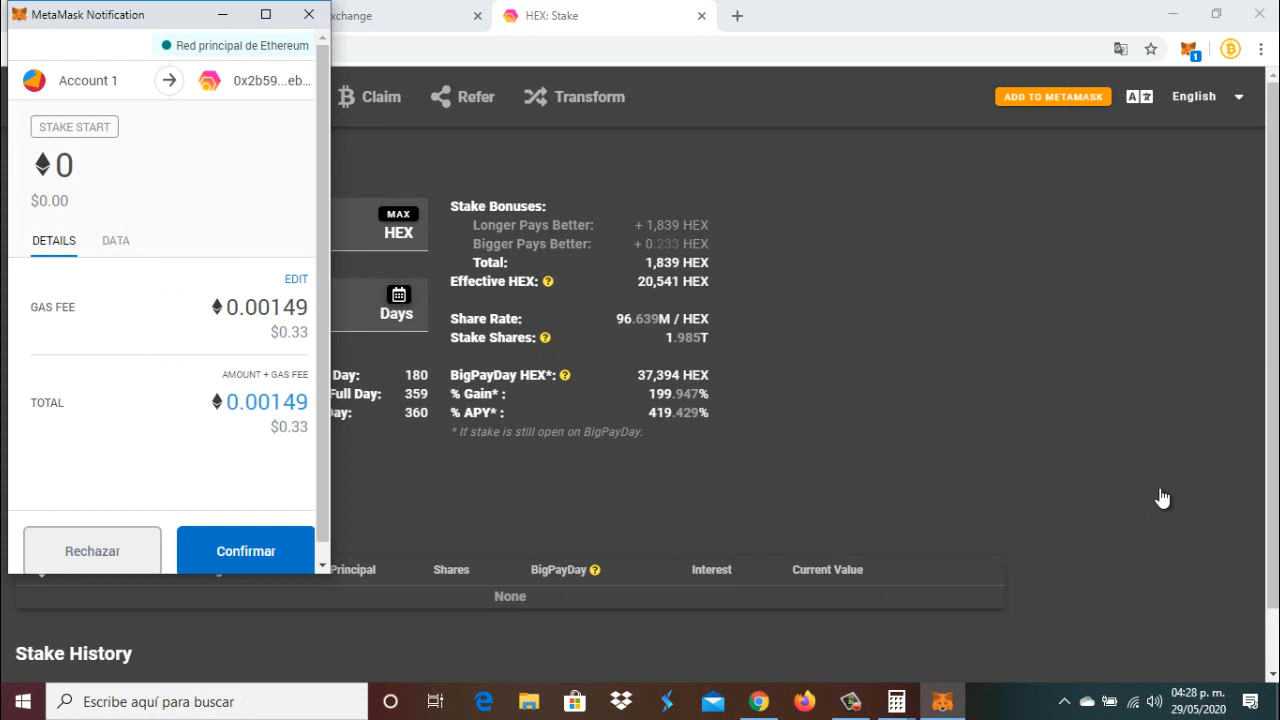 MetaMask Notification
Red principal de Ethereum
Account 1
0x2b59...eb...
STAKE START
0
$0.00
DETAILS
DATA
EDIT
GAS FEE
0.00149
$0.33
AMOUNT + GAS FEE
TOTAL
0.00149
$0.33
Rechazar
Confirmar
xchange
HEX: Stake
1
Claim
Refer
Transform
ADD TO METAMASK
English
MAX
HEX
Days
Day: 180
Full Day: 359
360
Stake Bonuses:
Longer Pays Better: + 1,839 HEX
Bigger Pays Better: + 0.233 HEX
Total: 1,839 HEX
Effective HEX: ? 20,541 HEX
Share Rate: 96.639M / HEX
Stake Shares: ? 1.985T
BigPayDay HEX*: ? 37,394 HEX
% Gain* : 199.947%
% APY* : 419.429%
* If stake is still open on BigPayDay.
Principal Shares BigPayDay ? Interest Current Value
None
Stake History
Escribe aquí para buscar
04:28 p. m.
29/05/2020